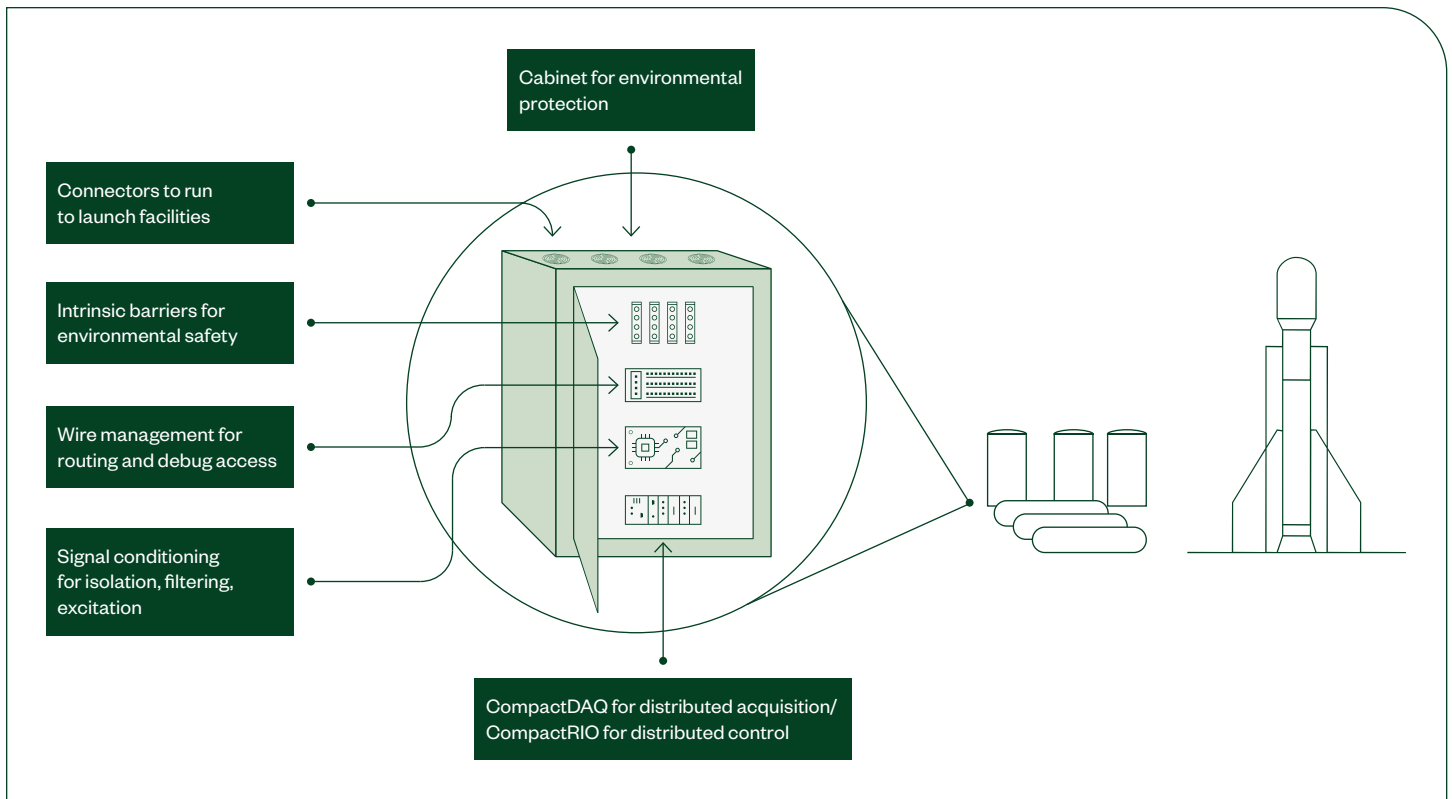 Cabinet for environmental
protection
Connectors to run
to launch facilities
Intrinsic barriers for
environmental safety
Wire management for
routing and debug access
Signal conditioning
for isolation, filtering,
excitation
CompactDAQ for distributed acquisition/
CompactRIO for distributed control